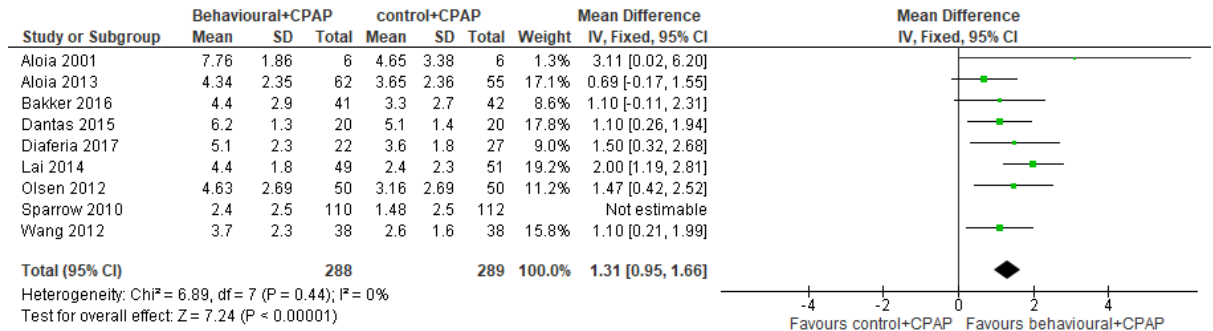 Behavioural+CPAP control+CPAP Mean Difference Mean Difference
Study or Subgroup Mean SD Total Mean SD Total Weight IV, Fixed, 95% CI IV, Fixed, 95% CI
Aloia 2001 7.76 1.86 6 4.65 3.38 6 1.3% 3.11 [0.02, 6.20]
Aloia 2013 4.34 2.35 62 3.65 2.36 55 17.1% 0.69 [-0.17, 1.55]
Bakker 2016 4.4 2.9 41 3.3 2.7 42 8.6% 1.10 [-0.11, 2.31]
Dantas 2015 6.2 1.3 20 5.1 1.4 20 17.8% 1.10 [0.26, 1.94]
Diaferia 2017 5.1 2.3 22 3.6 1.8 27 9.0% 1.50 [0.32, 2.68]
Lai 2014 4.4 1.8 49 2.4 2.3 51 19.2% 2.00 [1.19, 2.81]
Olsen 2012 4.63 2.69 50 3.16 2.69 50 11.2% 1.47 [0.42, 2.52]
Sparrow 2010 2.4 2.5 110 1.48 2.5 112 Not estimable
Wang 2012 3.7 2.3 38 2.6 1.6 38 15.8% 1.10 [0.21, 1.99]
Total (95% CI) 288 289 100.0% 1.31 [0.95, 1.66]
Heterogeneity: Chi² = 6.89, df = 7 (P = 0.44); I² = 0%
Test for overall effect: Z = 7.24 (P < 0.00001)
-4 -2 0 2 4
Favours control+CPAP Favours behavioural+CPAP